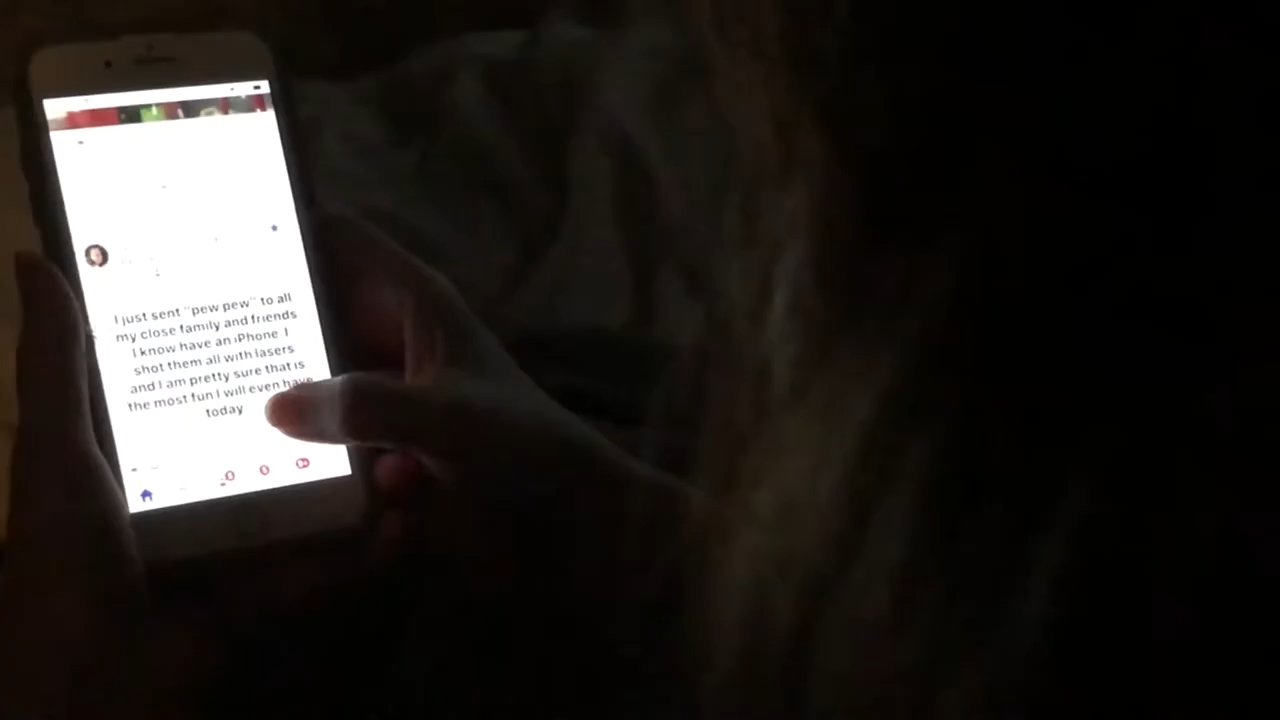 I just sent "pew pew" to all
my close family and friends
I know have an iPhone I
shot them all with lasers
and I am pretty sure that is
the most fun I will even have
today
9+